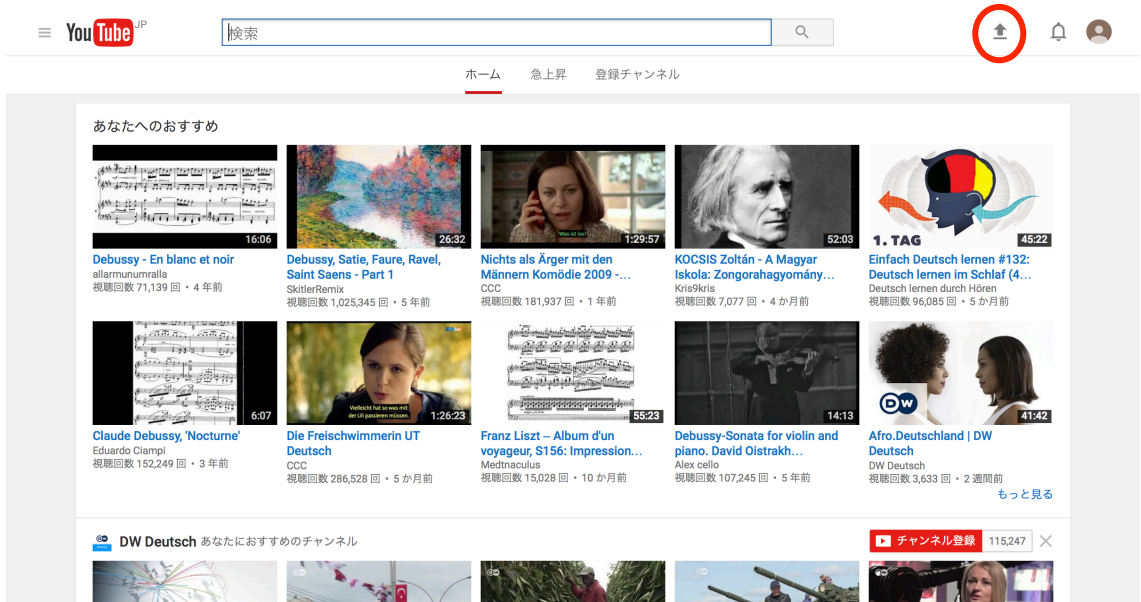 YouTube JP
検索
ホーム 急上昇 登録チャンネル
あなたへのおすすめ
16:06
Debussy - En blanc et noir
allarmunumralla
視聴回数 71,139 回 • 4 年前
26:32
Debussy, Satie, Faure, Ravel,
Saint Saens - Part 1
SkitlerRemix
視聴回数 1,025,345 回 • 5 年前
Was ist los?
1:29:57
Nichts als Ärger mit den
Männern Komödie 2009 -...
CCC
視聴回数 181,937 回 • 1 年前
52:03
KOCSIS Zoltán - A Magyar
Iskola: Zongorahagyomány...
Kris9kris
視聴回数 7,077 回 • 4 か月前
1. TAG
45:22
Einfach Deutsch lernen #132:
Deutsch lernen im Schlaf (4...
Deutsch lernen durch Hören
視聴回数 96,085 回 • 5 か月前
6:07
Claude Debussy, 'Nocturne'
Eduardo Ciampi
視聴回数 152,249 回 • 3 年前
Vielleicht hat so was mit
der Lili passieren müssen.
1:26:23
Die Freischwimmerin UT
Deutsch
CCC
視聴回数 286,528 回 • 5 か月前
55:23
Franz Liszt – Album d'un
voyageur, S156: Impression...
Medtnaculus
視聴回数 15,028 回 • 10 か月前
14:13
Debussy-Sonata for violin and
piano. David Oistrakh...
Alex cello
視聴回数 107,245 回 • 5 年前
DW
41:42
Afro.Deutschland | DW
Deutsch
DW Deutsch
視聴回数 3,633 回 • 2 週間前
もっと見る
DW Deutsch あなたにおすすめのチャンネル
チャンネル登録 115,247